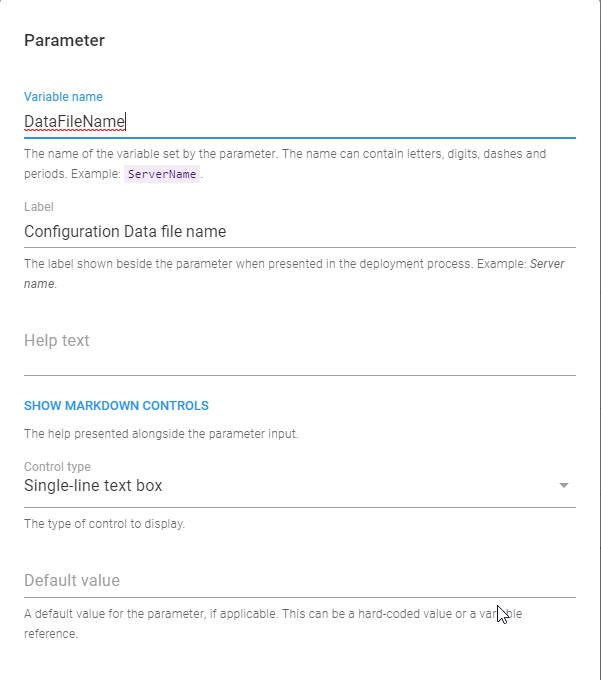 Parameter
Variable name
DataFileName
The name of the variable set by the parameter. The name can contain letters, digits, dashes and
periods. Example: ServerName.
Label
Configuration Data file name
The label shown beside the parameter when presented in the deployment process. Example: Server
name.
Help text
SHOW MARKDOWN CONTROLS
The help presented alongside the parameter input.
Control type
Single-line text box
The type of control to display.
Default value
A default value for the parameter, if applicable. This can be a hard-coded value or a variable
reference.